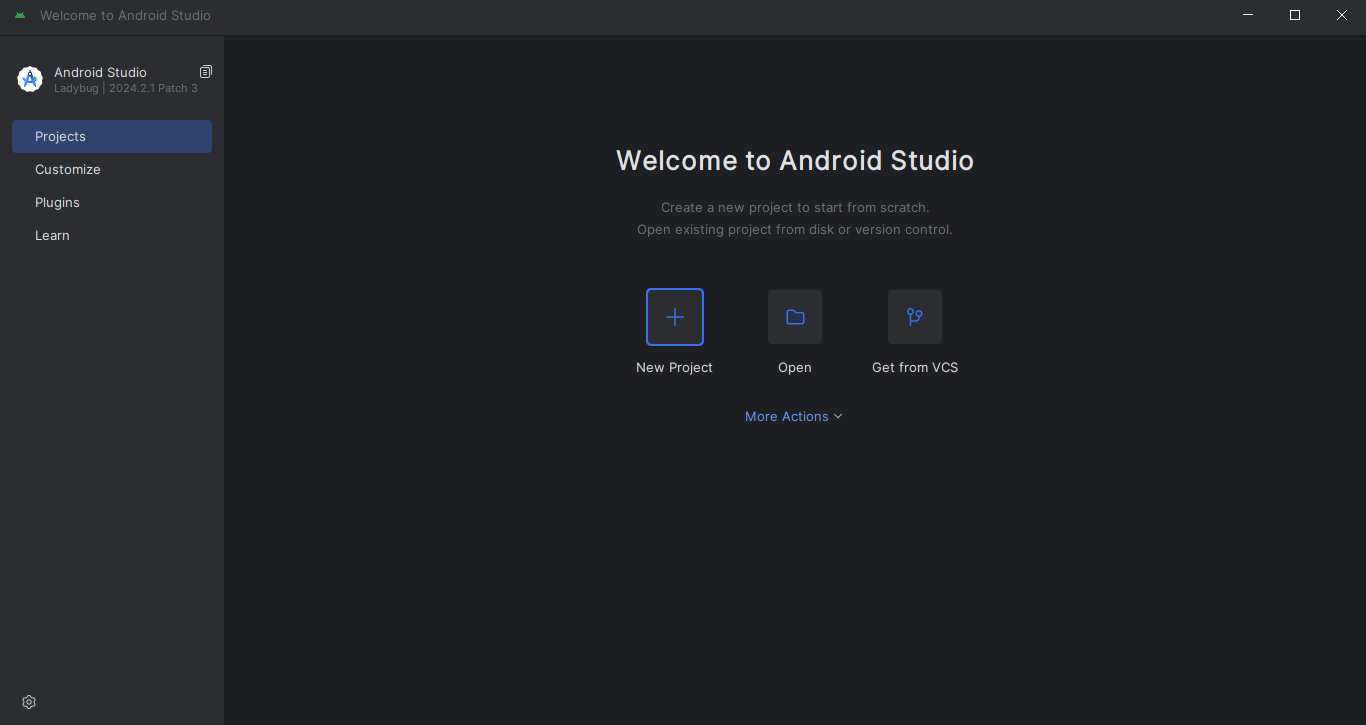 Welcome to Android Studio
Android Studio
Ladybug | 2024.2.1 Patch 3
Projects
Customize
Plugins
Learn
Welcome to Android Studio
Create a new project to start from scratch.
Open existing project from disk or version control.
New Project
Open
Get from VCS
More Actions